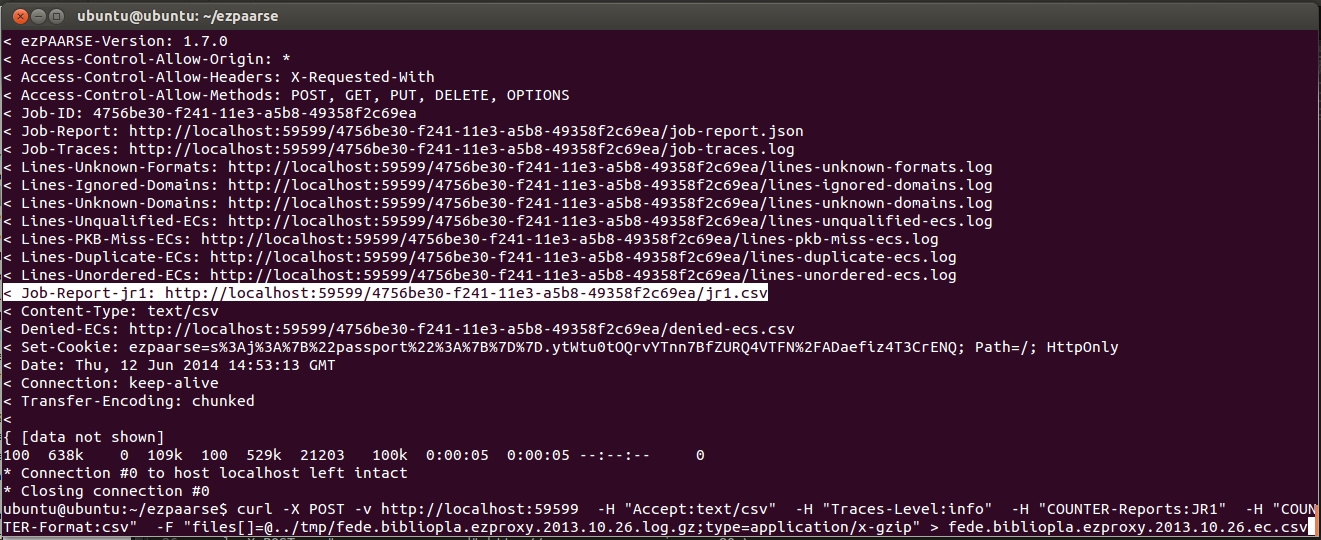 ubuntu@ubuntu: ~/ezpaarse
< ezPAARSE-Version: 1.7.0
< Access-Control-Allow-Origin: *
< Access-Control-Allow-Headers: X-Requested-With
< Access-Control-Allow-Methods: POST, GET, PUT, DELETE, OPTIONS
< Job-ID: 4756be30-f241-11e3-a5b8-49358f2c69ea
< Job-Report: http://localhost:59599/4756be30-f241-11e3-a5b8-49358f2c69ea/job-report.json
< Job-Traces: http://localhost:59599/4756be30-f241-11e3-a5b8-49358f2c69ea/job-traces.log
< Lines-Unknown-Formats: http://localhost:59599/4756be30-f241-11e3-a5b8-49358f2c69ea/lines-unknown-formats.log
< Lines-Ignored-Domains: http://localhost:59599/4756be30-f241-11e3-a5b8-49358f2c69ea/lines-ignored-domains.log
< Lines-Unknown-Domains: http://localhost:59599/4756be30-f241-11e3-a5b8-49358f2c69ea/lines-unknown-domains.log
< Lines-Unqualified-ECs: http://localhost:59599/4756be30-f241-11e3-a5b8-49358f2c69ea/lines-unqualified-ecs.log
< Lines-PKB-Miss-ECs: http://localhost:59599/4756be30-f241-11e3-a5b8-49358f2c69ea/lines-pkb-miss-ecs.log
< Lines-Duplicate-ECs: http://localhost:59599/4756be30-f241-11e3-a5b8-49358f2c69ea/lines-duplicate-ecs.log
< Lines-Unordered-ECs: http://localhost:59599/4756be30-f241-11e3-a5b8-49358f2c69ea/lines-unordered-ecs.log
< Job-Report-jr1: http://localhost:59599/4756be30-f241-11e3-a5b8-49358f2c69ea/jr1.csv
< Content-Type: text/csv
< Denied-ECs: http://localhost:59599/4756be30-f241-11e3-a5b8-49358f2c69ea/denied-ecs.csv
< Set-Cookie: ezpaarse=s%3Aj%3A%7B%22passport%22%3A%7B%7D%7D.ytWtu0tOQrvYTnn7BfZURQ4VTFN%2FADaefiz4T3CrENQ; Path=/; HttpOnly
< Date: Thu, 12 Jun 2014 14:53:13 GMT
< Connection: keep-alive
< Transfer-Encoding: chunked
<
{ [data not shown]
100  638k    0  109k  100  529k  21203   100k  0:00:05  0:00:05 --:--:--     0
* Connection #0 to host localhost left intact
* Closing connection #0
ubuntu@ubuntu:~/ezpaarse$ curl -X POST -v http://localhost:59599  -H "Accept:text/csv"  -H "Traces-Level:info"  -H "COUNTER-Reports:JR1"  -H "COUN
TER-Format:csv"  -F "files[]=@../tmp/fede.bibliopla.ezproxy.2013.10.26.log.gz;type=application/x-gzip" > fede.bibliopla.ezproxy.2013.10.26.ec.csv